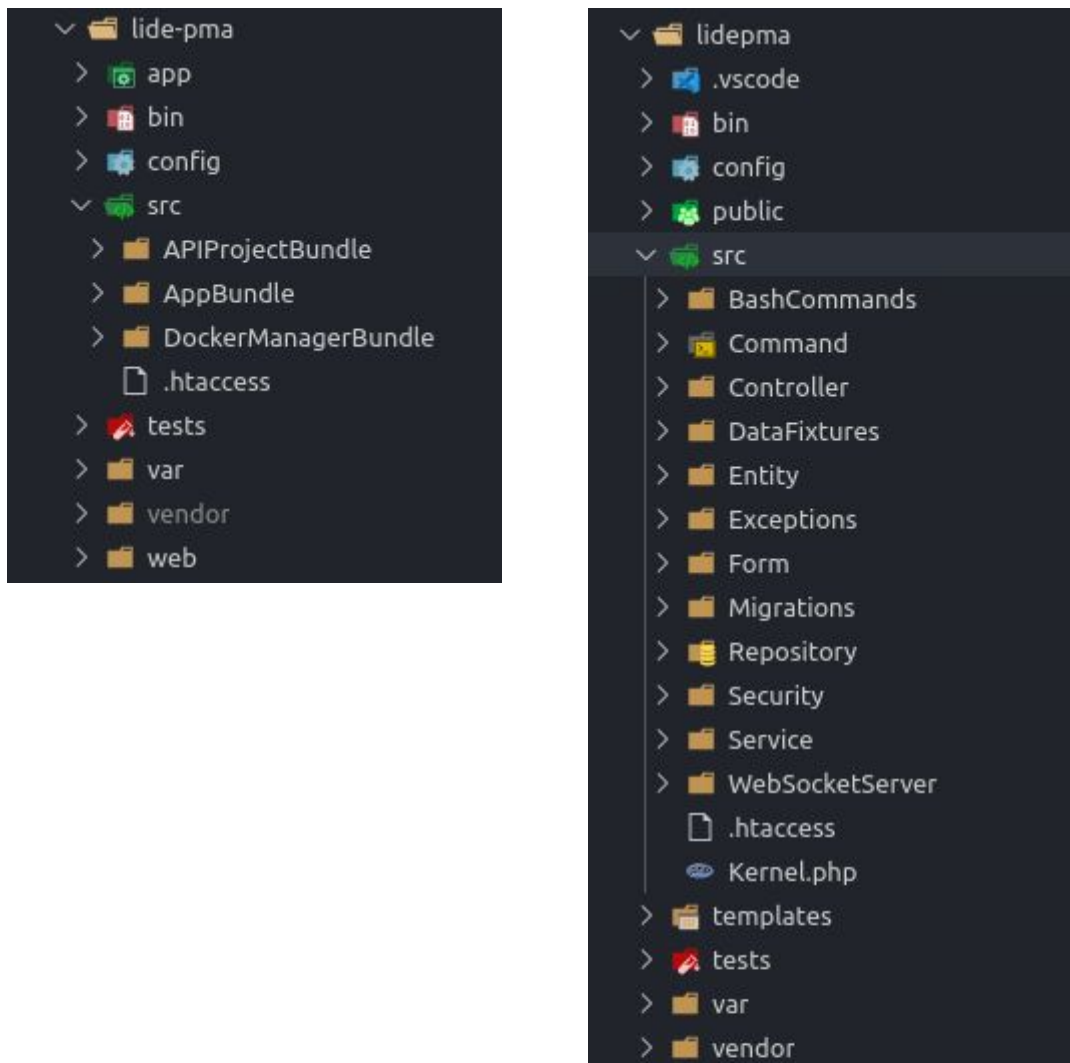 lide-pma
app
bin
config
src
APIProjectBundle
AppBundle
DockerManagerBundle
.htaccess
tests
var
vendor
web
lidepma
.vscode
bin
config
public
src
BashCommands
Command
Controller
DataFixtures
Entity
Exceptions
Form
Migrations
Repository
Security
Service
WebSocketServer
.htaccess
Kernel.php
templates
tests
var
vendor